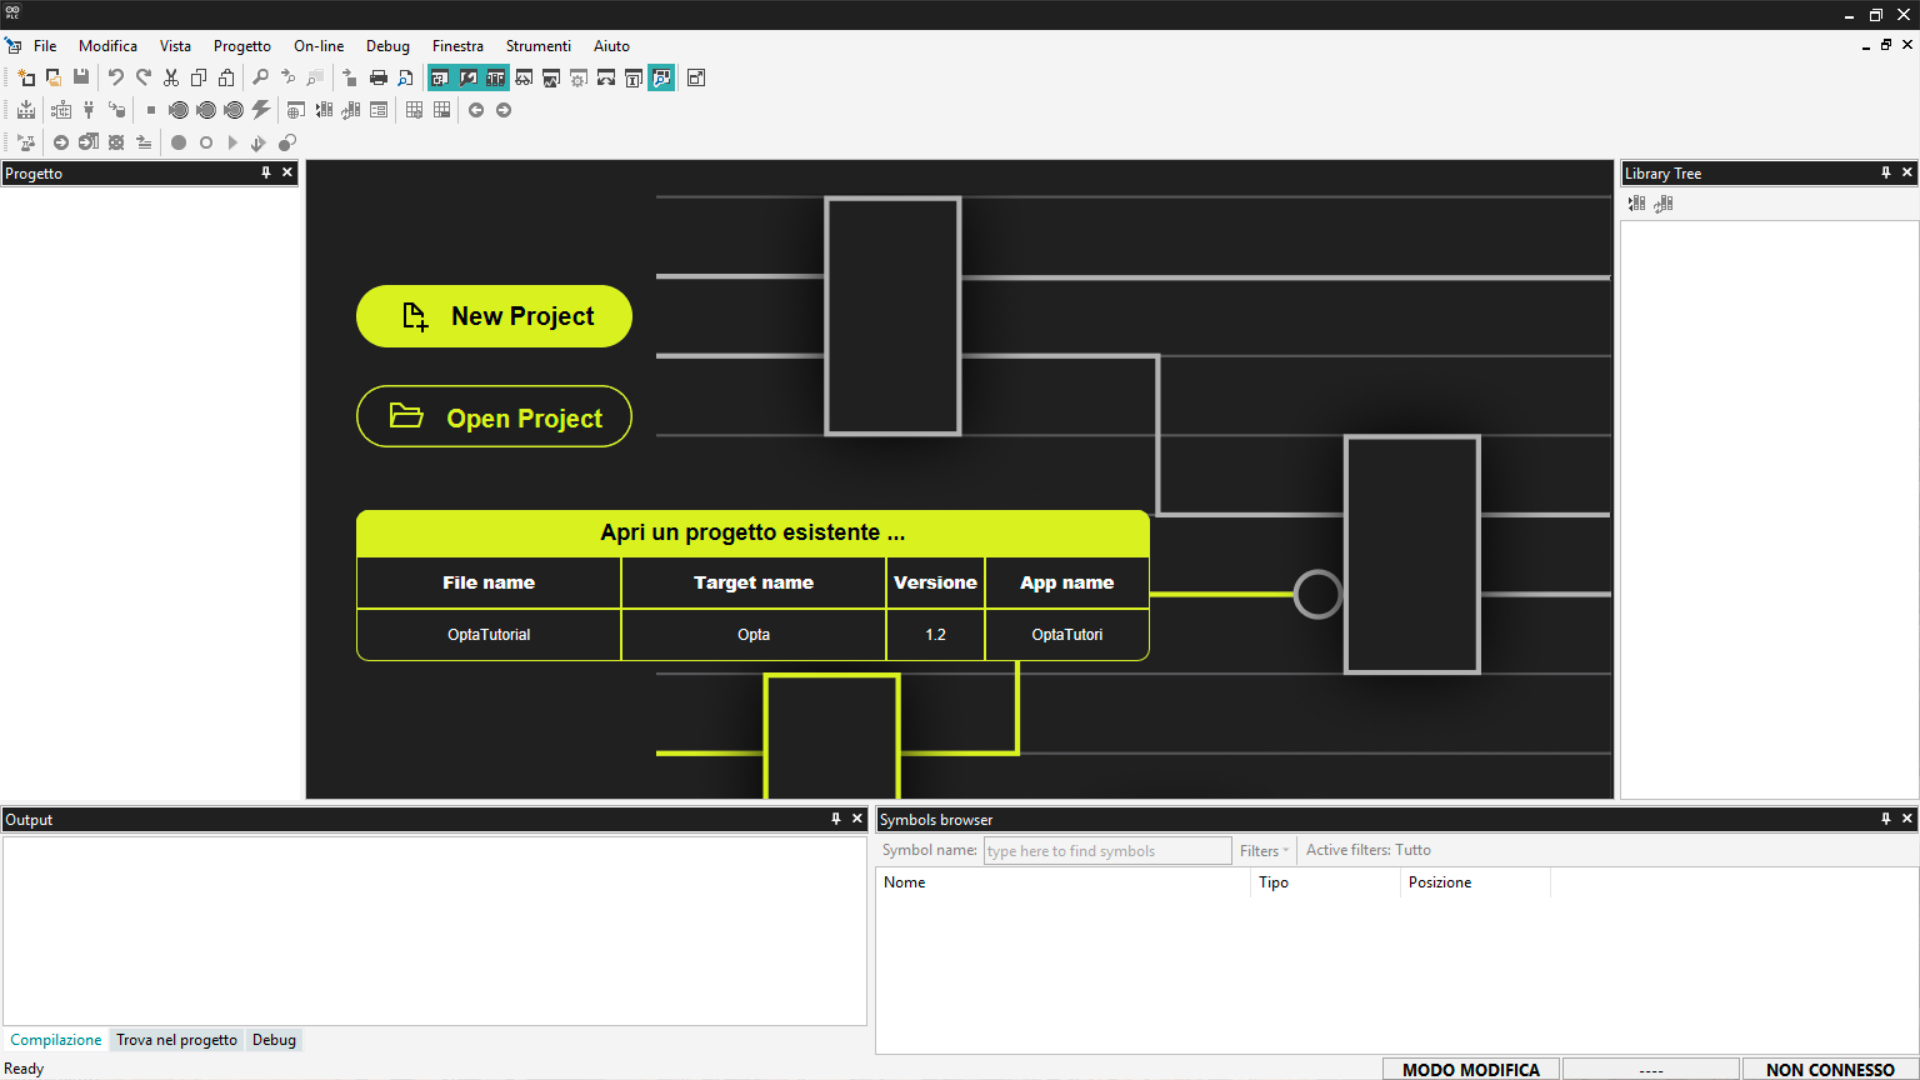 PLC
File Modifica Vista Progetto On-line Debug Finestra Strumenti Aiuto
Progetto
Library Tree
New Project
Open Project
Apri un progetto esistente ...
File name Target name Versione App name
OptaTutorial Opta 1.2 OptaTutori
Output
Symbols browser
Symbol name: type here to find symbols Filters Active filters: Tutto
Nome Tipo Posizione
Compilazione Trova nel progetto Debug
Ready
MODO MODIFICA ---- NON CONNESSO